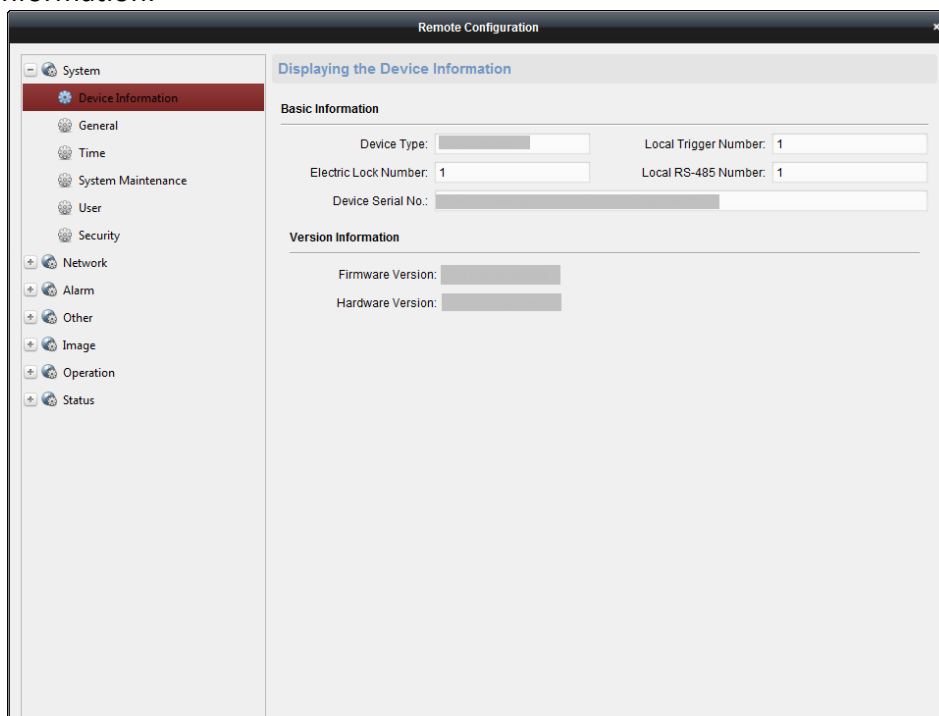 Remote Configuration ×
System
Device Information
General
Time
System Maintenance
User
Security
Network
Alarm
Other
Image
Operation
Status
Displaying the Device Information
Basic Information
Device Type: Local Trigger Number: 1
Electric Lock Number: 1 Local RS-485 Number: 1
Device Serial No.:
Version Information
Firmware Version:
Hardware Version: